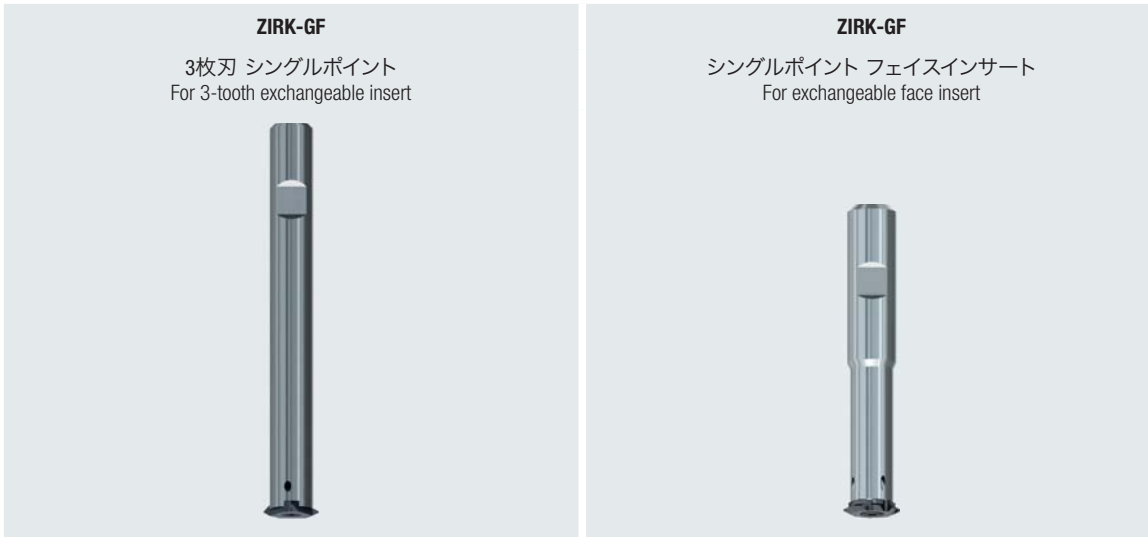 ZIRK-GF
3枚刃 シングルポイント
For 3-tooth exchangeable insert
ZIRK-GF
シングルポイント フェイスインサート
For exchangeable face insert